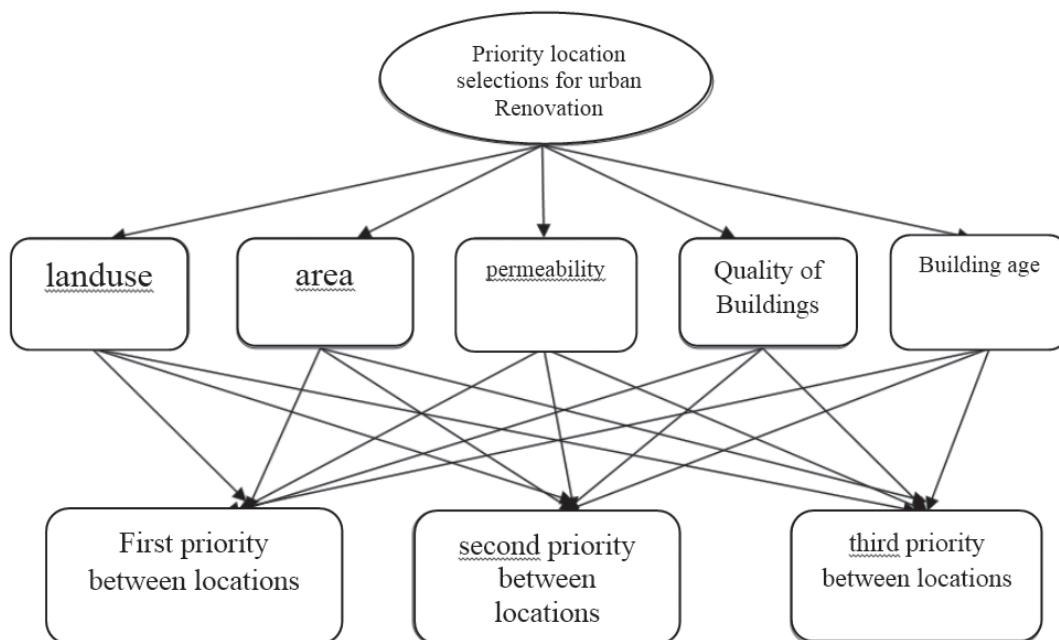 Priority location
selections for urban
Renovation
landuse
area
permeability
Quality of
Buildings
Building age
First priority
between locations
second priority
between
locations
third priority
between locations